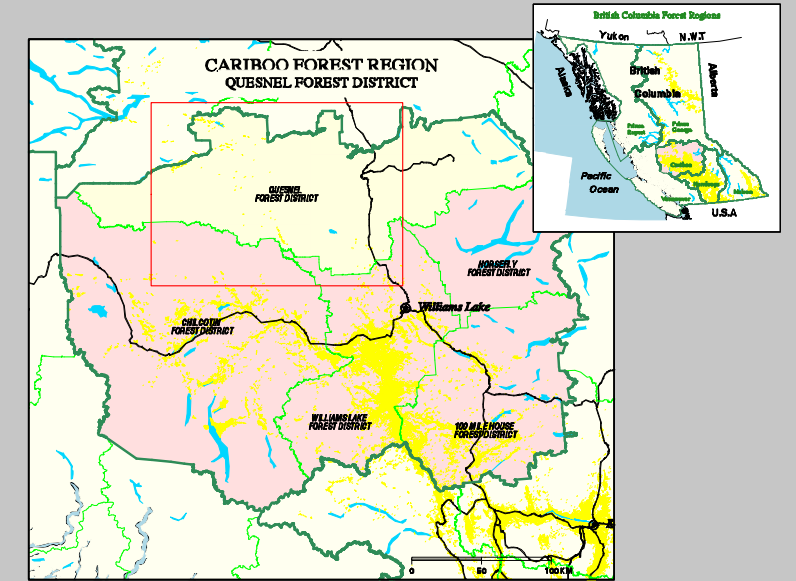 British Columbia Forest Regions
Yukon
N.W.T
Alaska
British
Columbia
Alberta
Prince
Rupert
Prince
George
Cariboo
Kamloops
Nelson
Vancouver
Pacific
Ocean
U.S.A
CARIBOO FOREST REGION
QUESNEL FOREST DISTRICT
QUESNEL
FOREST DISTRICT
HORSEFLY
FOREST DISTRICT
Williams Lake
CHILCOTIN
FOREST DISTRICT
WILLIAMS LAKE
FOREST DISTRICT
100 MILE HOUSE
FOREST DISTRICT
0 50 100 KM